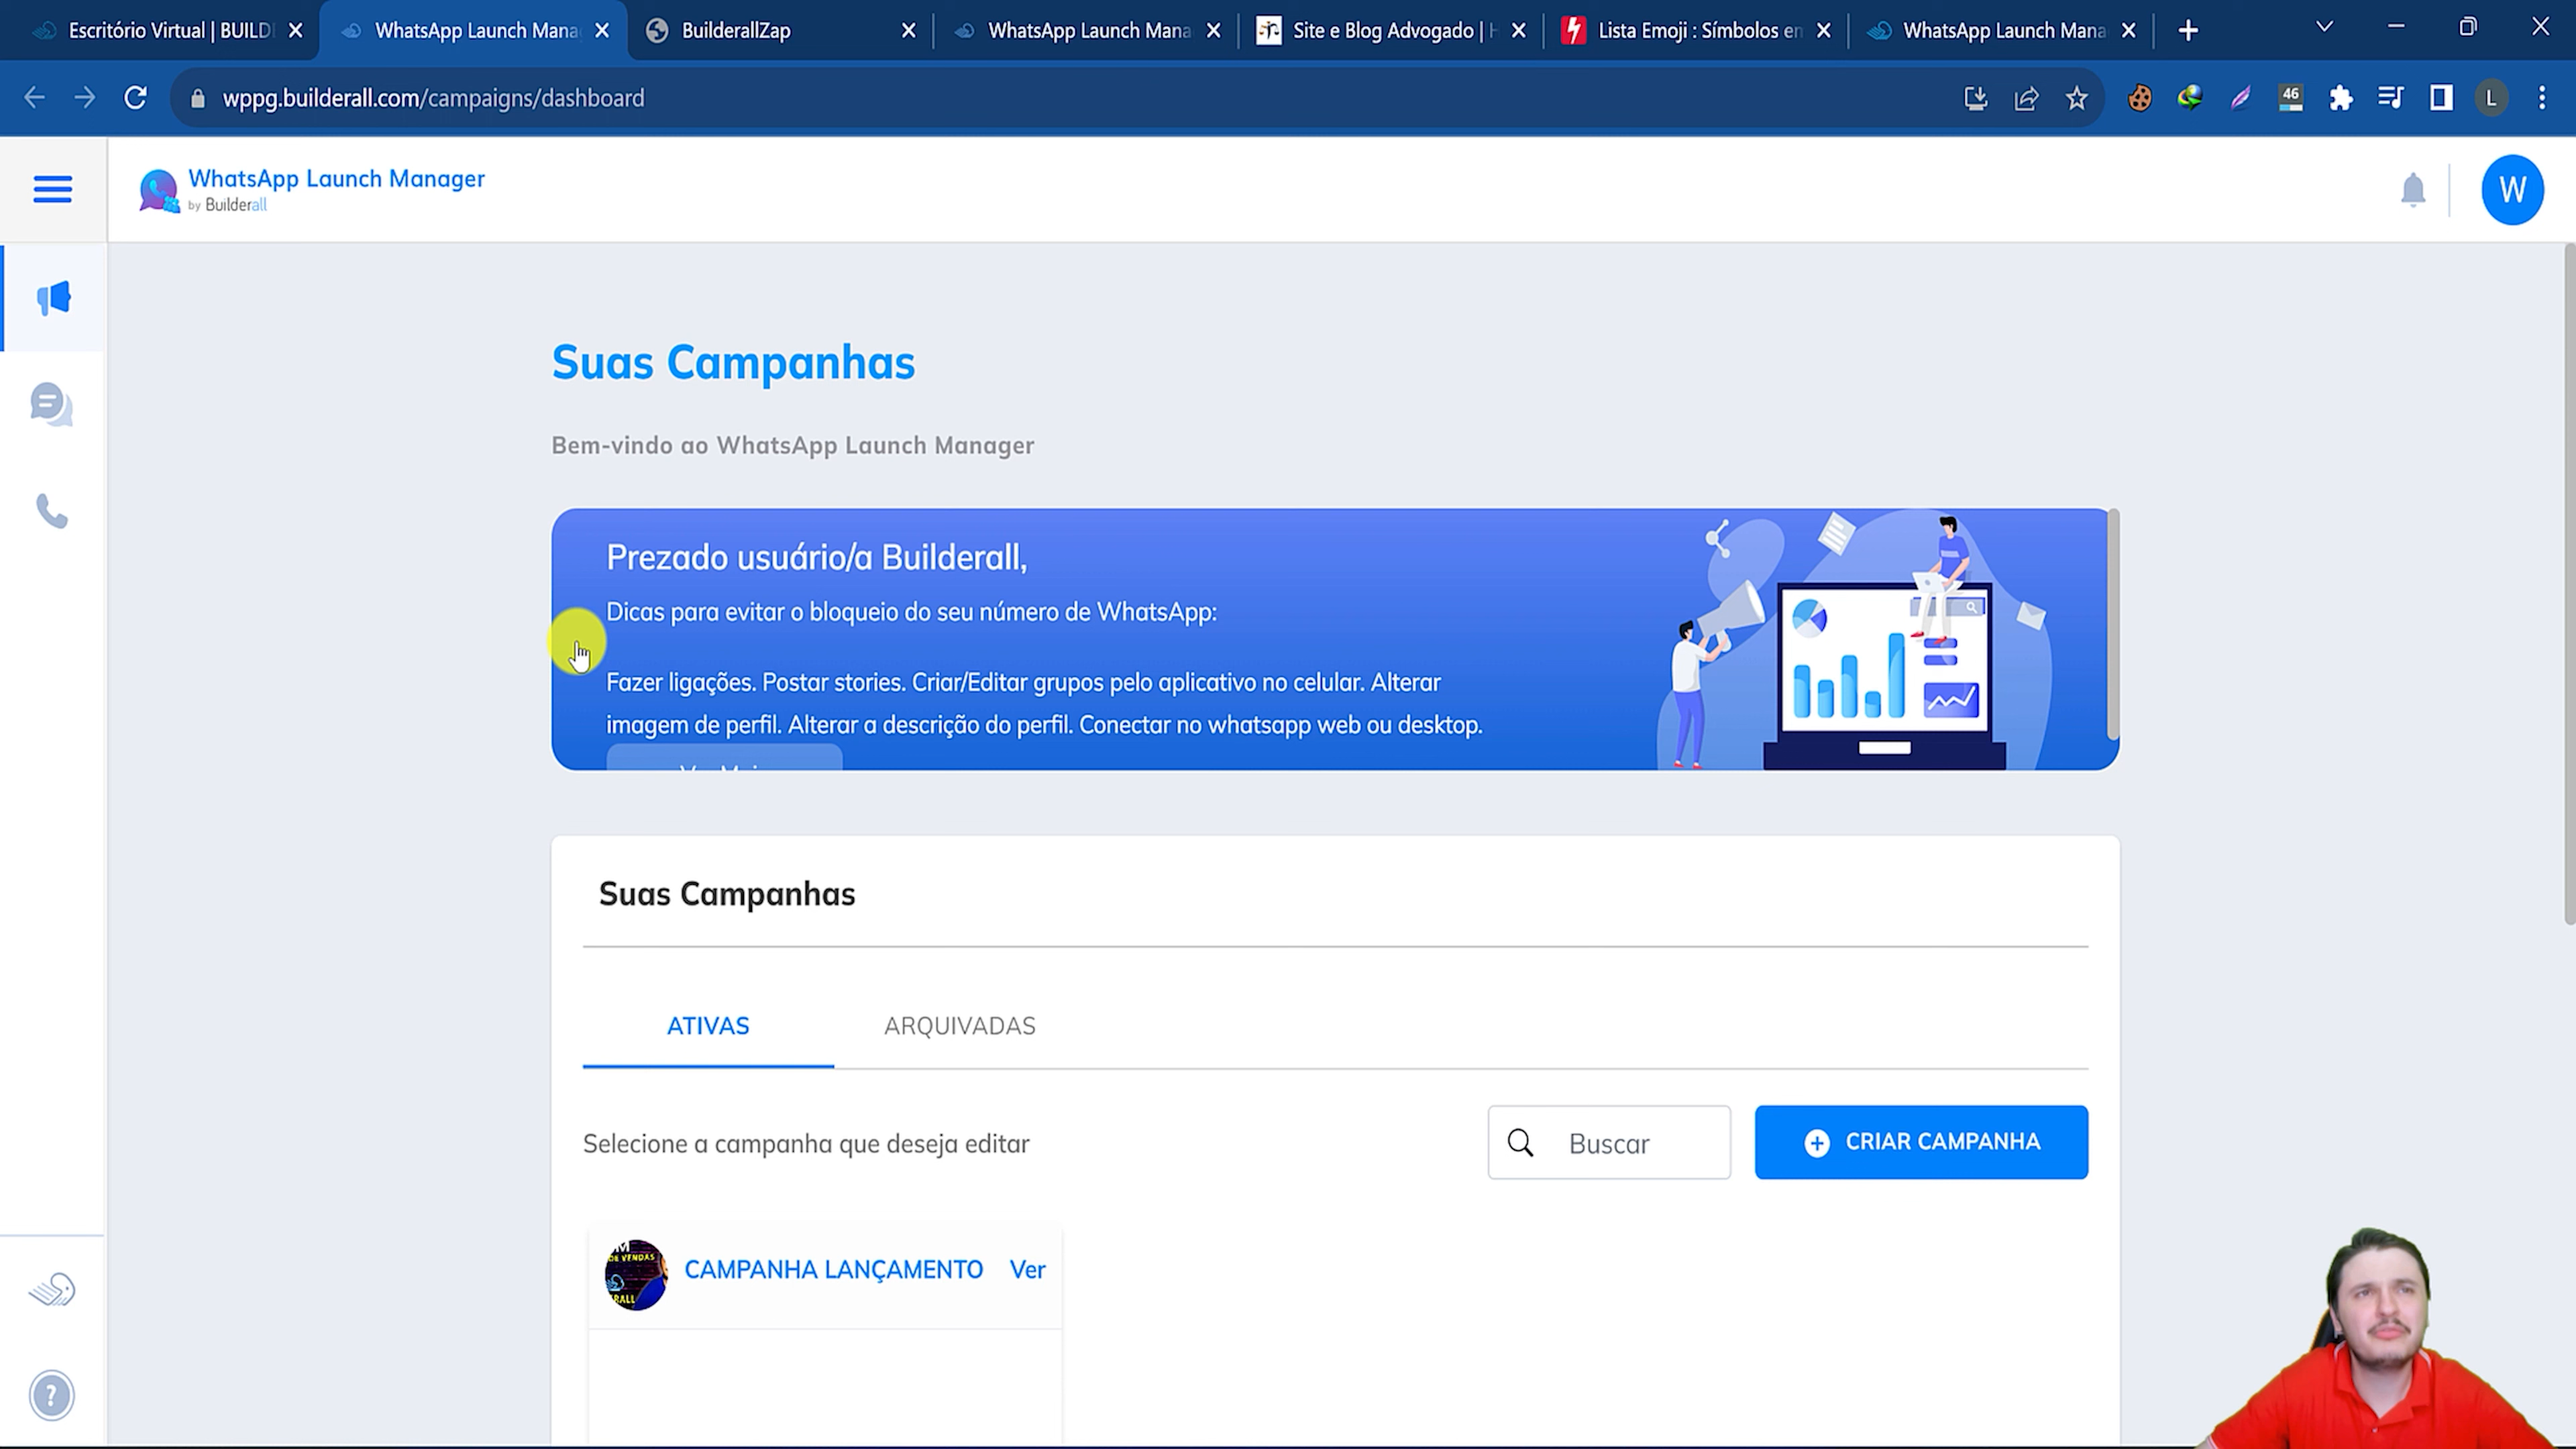 Escritório Virtual | BUILD
WhatsApp Launch Mana
BuilderallZap
WhatsApp Launch Mana
Site e Blog Advogado |
Lista Emoji : Símbolos en
WhatsApp Launch Mana
wppg.builderall.com/campaigns/dashboard
46
L
WhatsApp Launch Manager
by Builderall
W
Suas Campanhas
Bem-vindo ao WhatsApp Launch Manager
Prezado usuário/a Builderall,
Dicas para evitar o bloqueio do seu número de WhatsApp:
Fazer ligações. Postar stories. Criar/Editar grupos pelo aplicativo no celular. Alterar
imagem de perfil. Alterar a descrição do perfil. Conectar no whatsapp web ou desktop.
Suas Campanhas
ATIVAS
ARQUIVADAS
Selecione a campanha que deseja editar
Buscar
CRIAR CAMPANHA
DE VENDAS
RALL
CAMPANHA LANÇAMENTO
Ver
?